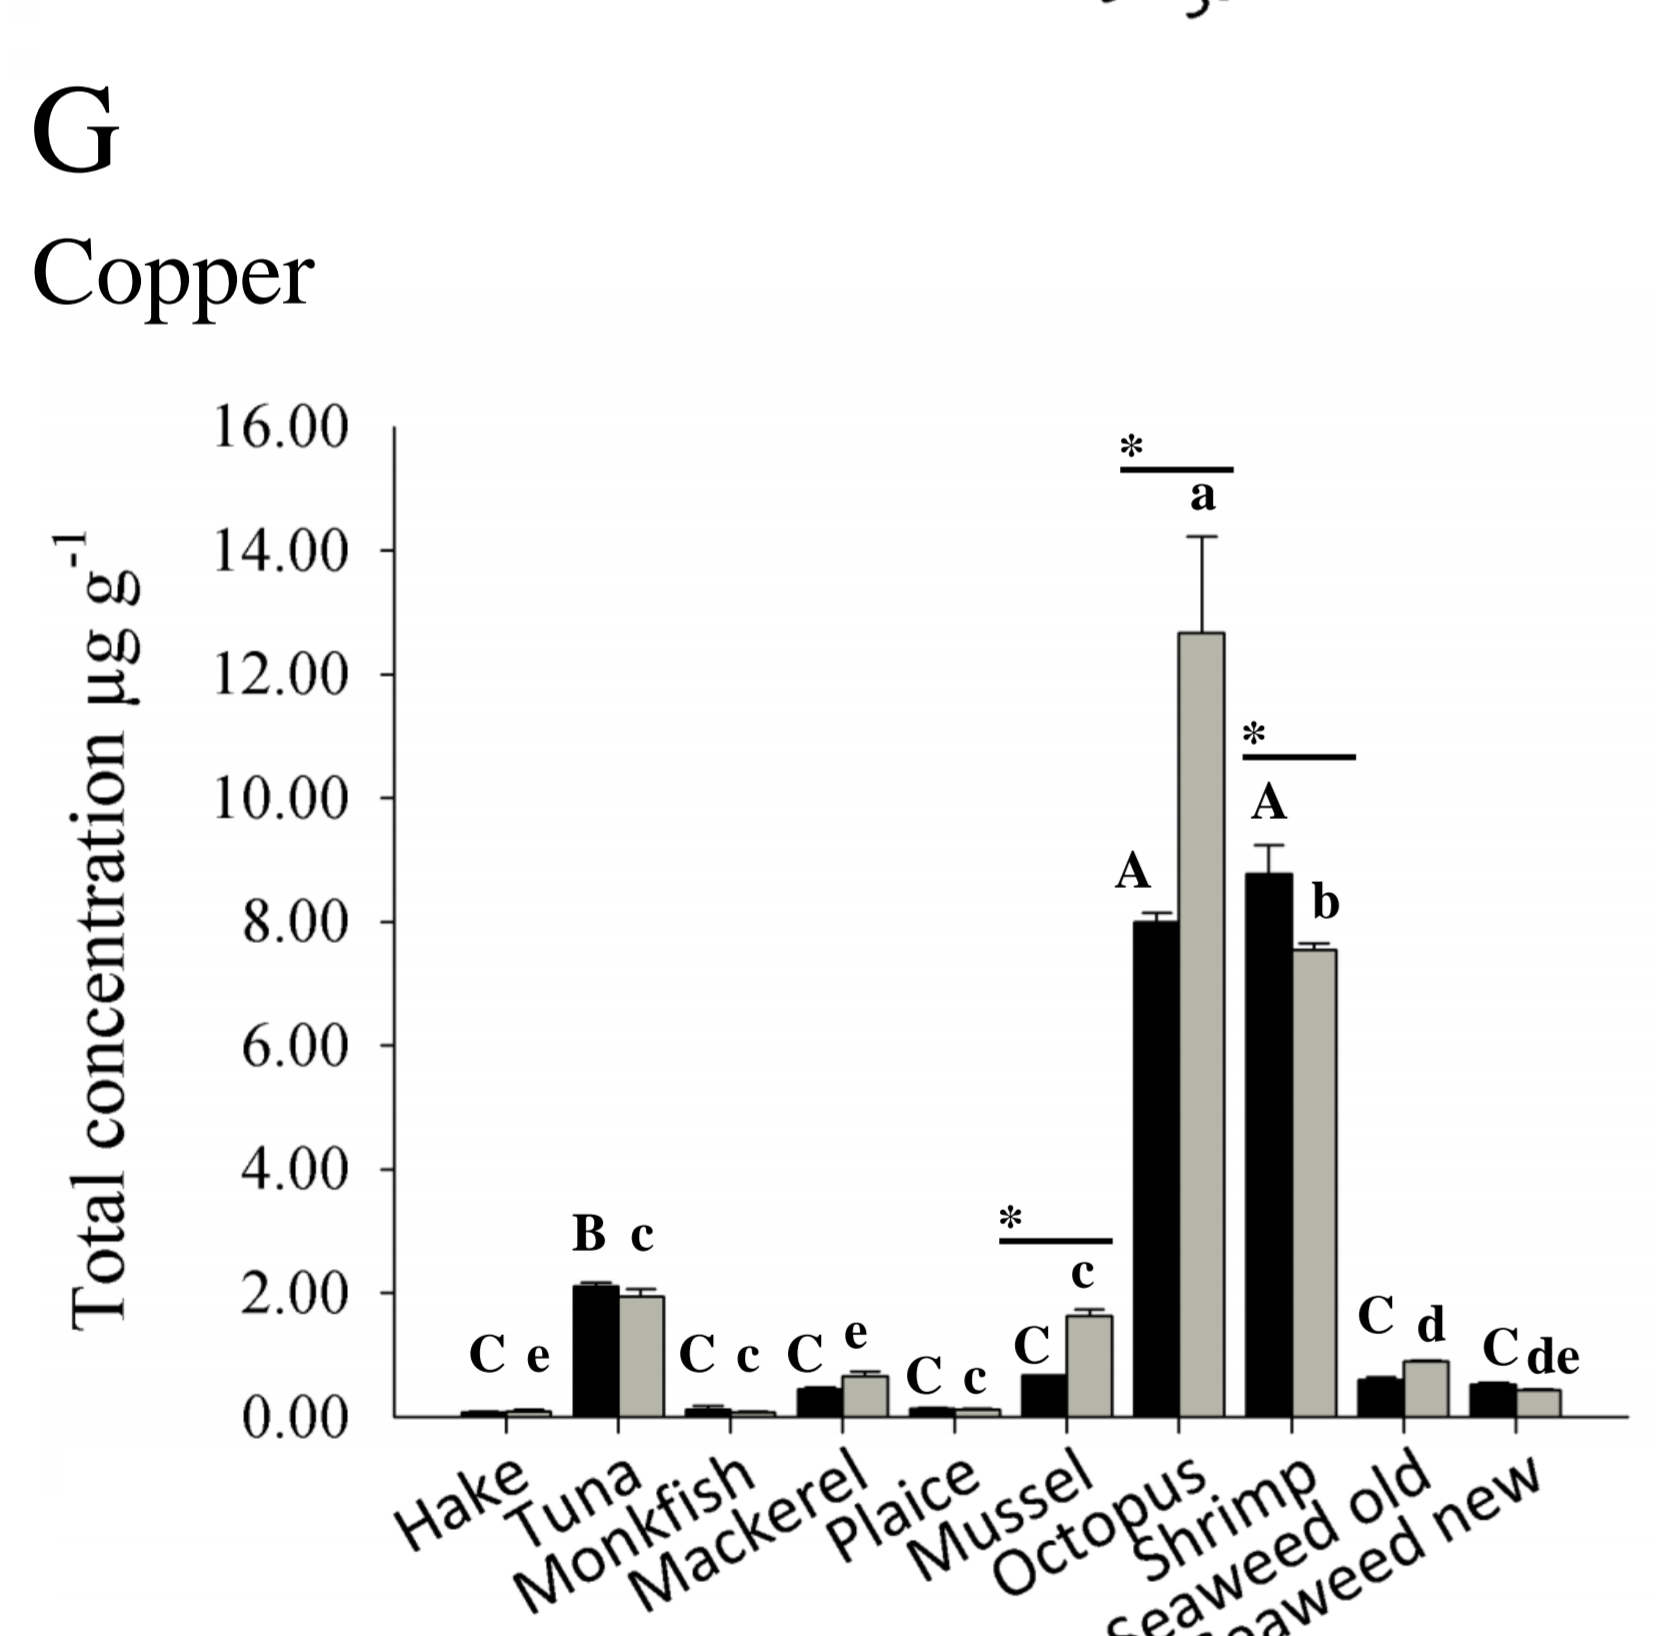 G
Copper
Total concentration µg g-1
16.00
14.00
12.00
10.00
8.00
6.00
4.00
2.00
0.00
C e
B c
C c
C e
C c
*
C c
*
A a
*
A b
C d
C de
Hake
Tuna
Monkfish
Mackerel
Plaice
Mussel
Octopus
Shrimp
Seaweed old
Seaweed new